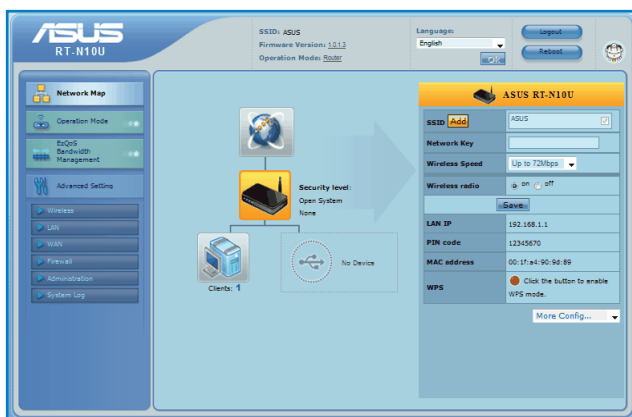 ASUS
RT-N10U
SSID: ASUS
Firmware Version: 1.0.1.3
Operation Mode: Router
Language:
English
OK
Logout
Reboot
Network Map
Operation Mode
EzQoS
Bandwidth
Management
Advanced Setting
Wireless
LAN
WAN
Firewall
Administration
System Log
Security level:
Open System
None
Clients: 1
No Device
ASUS RT-N10U
SSID Add ASUS
Network Key
Wireless Speed Up to 72Mbps
Wireless radio on off
Save
LAN IP 192.168.1.1
PIN code 12345670
MAC address 00:1f:a4:90:9d:89
WPS Click the button to enable
WPS mode.
More Config...